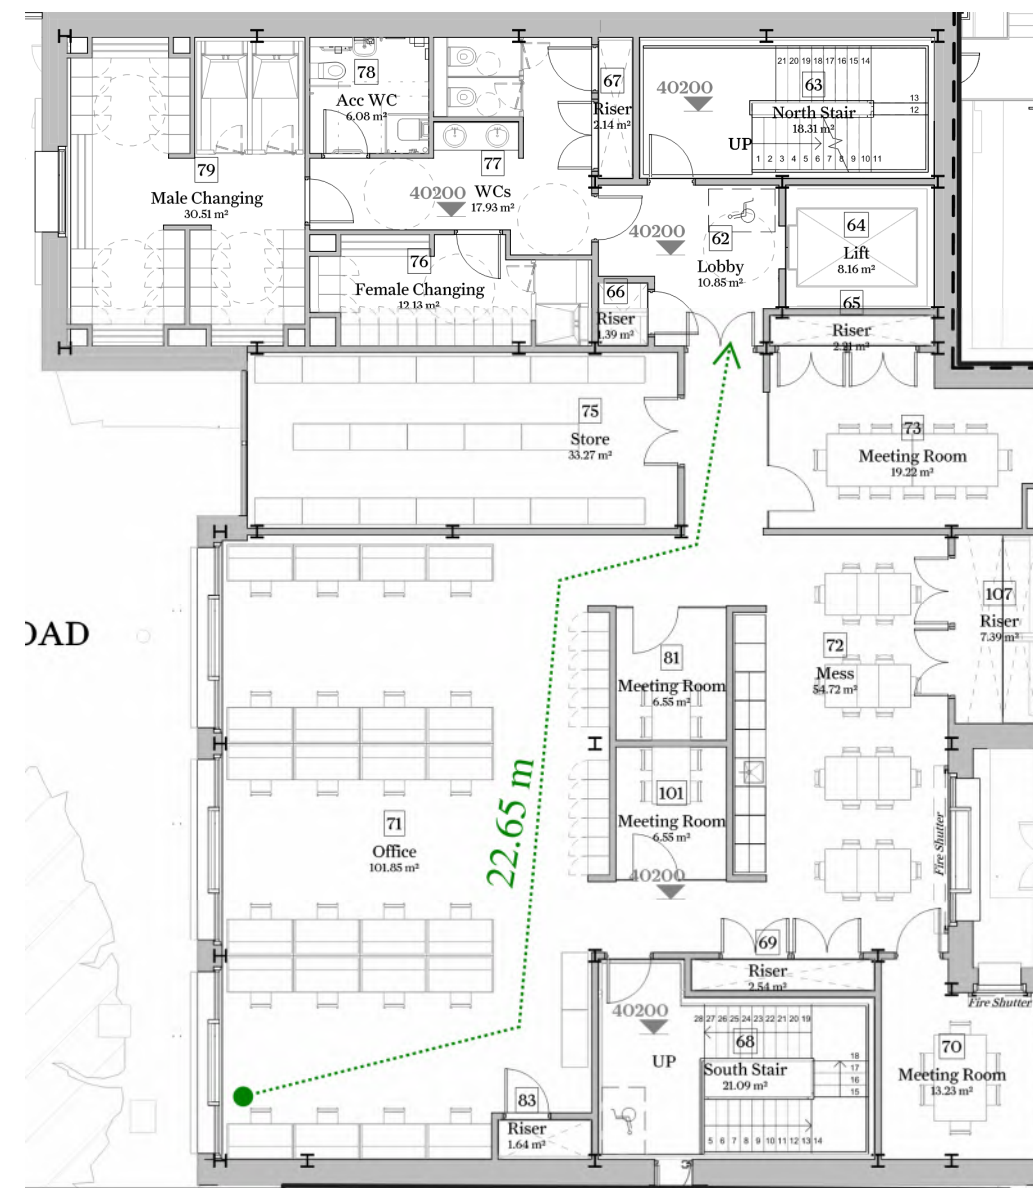 78
Acc WC
6.08 m²
67
Riser
2.14 m²
40200
21 20 19 18 17 16 15 14
63
13
12
North Stair
18.31 m²
UP
1 2 3 4 5 6 7 8 9 10 11
79
Male Changing
30.51 m²
77
WCs
17.93 m²
40200
40200
62
Lobby
10.85 m²
64
Lift
8.16 m²
65
Riser
2.21 m²
76
Female Changing
12.13 m²
66
Riser
1.39 m²
75
Store
33.27 m²
73
Meeting Room
19.22 m²
OAD
107
Riser
7.39 m²
81
Meeting Room
6.55 m²
72
Mess
54.72 m²
101
Meeting Room
6.55 m²
40200
22.65 m
71
Office
101.85 m²
Fire Shutter
69
Riser
2.54 m²
Fire Shutter
40200
28 27 26 25 24 23 22 21 20 19
68
UP
South Stair
21.09 m²
18
17
16
15
5 6 7 8 9 10 11 12 13 14
70
Meeting Room
13.23 m²
83
Riser
1.64 m²